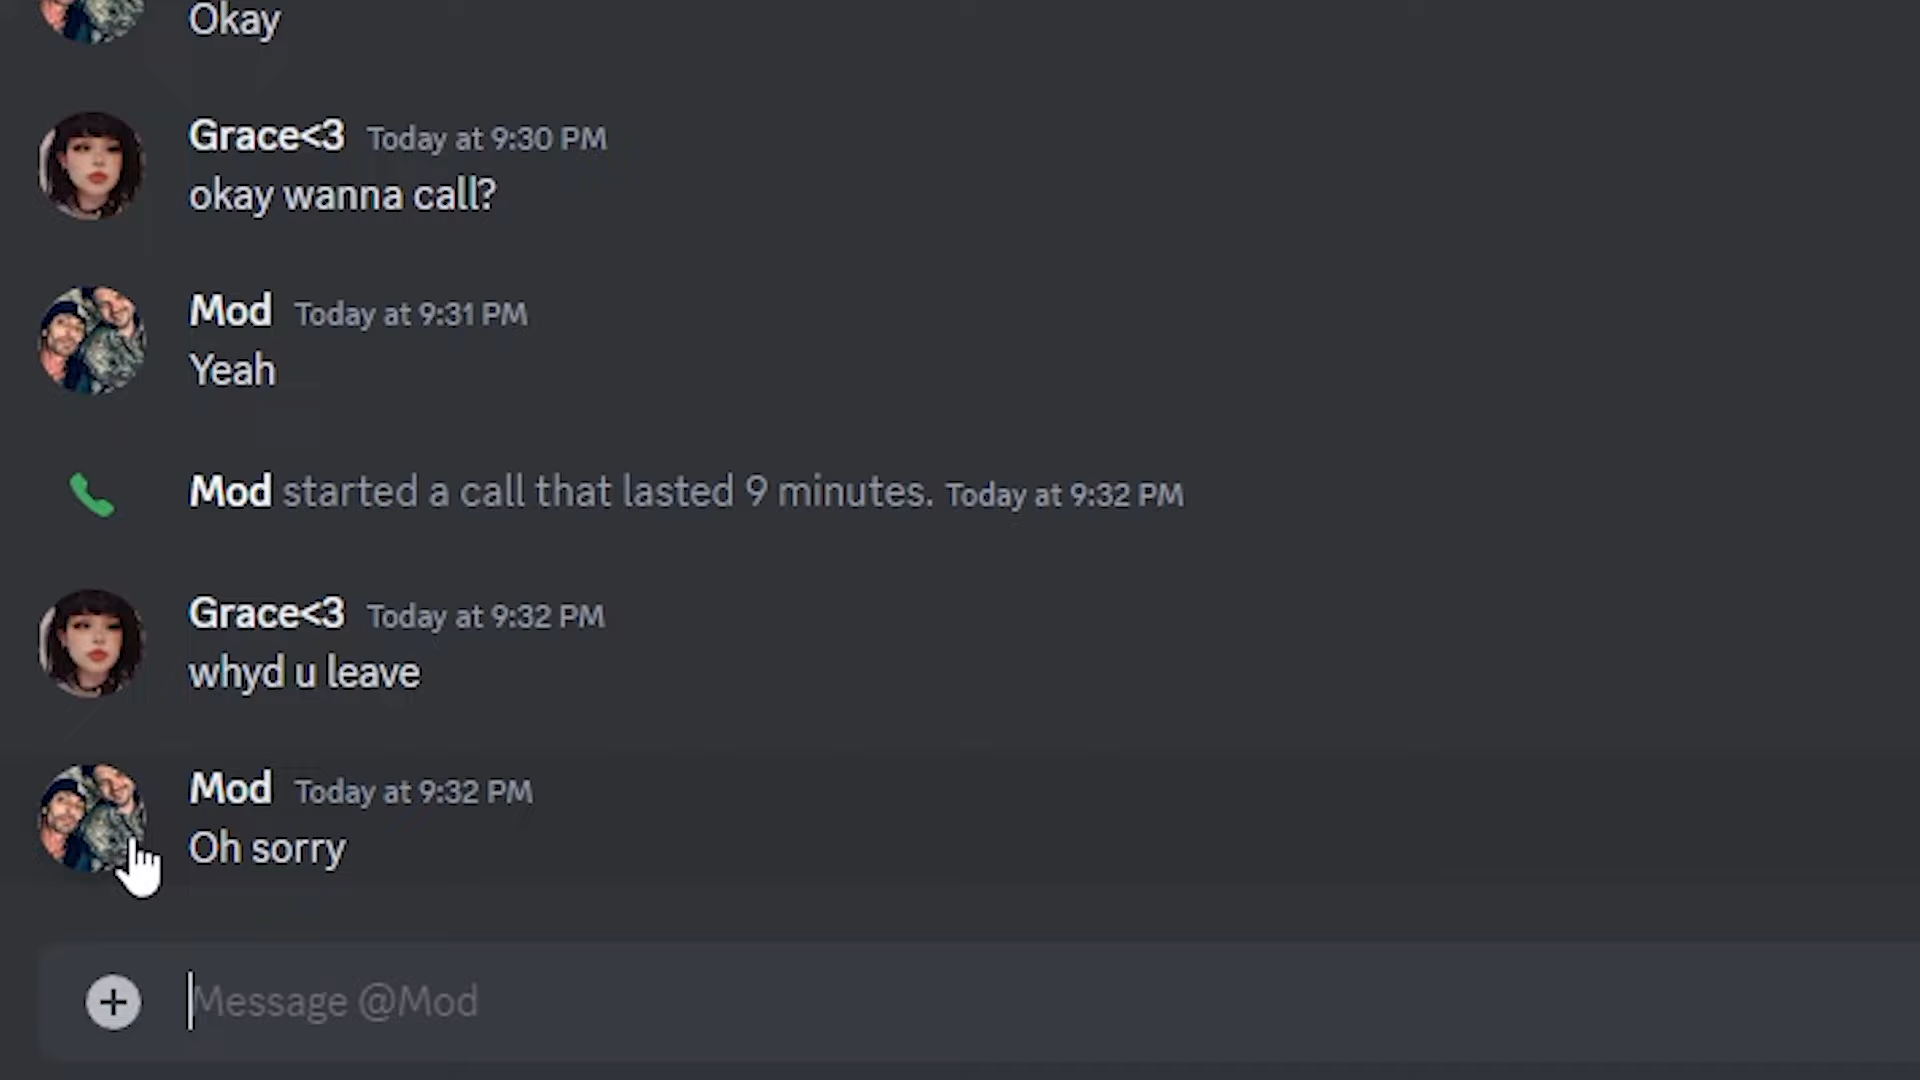 Okay
Grace<3 Today at 9:30 PM
okay wanna call?
Mod Today at 9:31 PM
Yeah
Mod started a call that lasted 9 minutes. Today at 9:32 PM
Grace<3 Today at 9:32 PM
whyd u leave
Mod Today at 9:32 PM
Oh sorry
Message @Mod